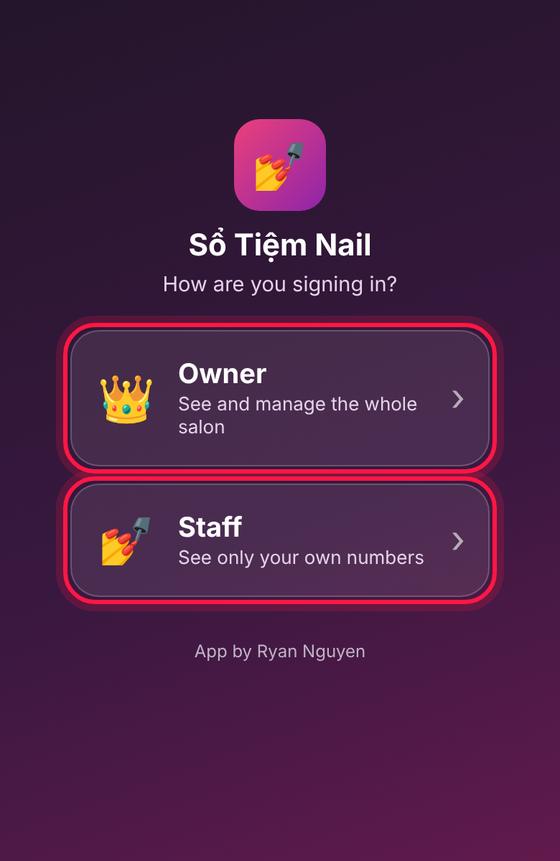 Sổ Tiệm Nail
How are you signing in?
Owner
See and manage the whole
salon
Staff
See only your own numbers
App by Ryan Nguyen